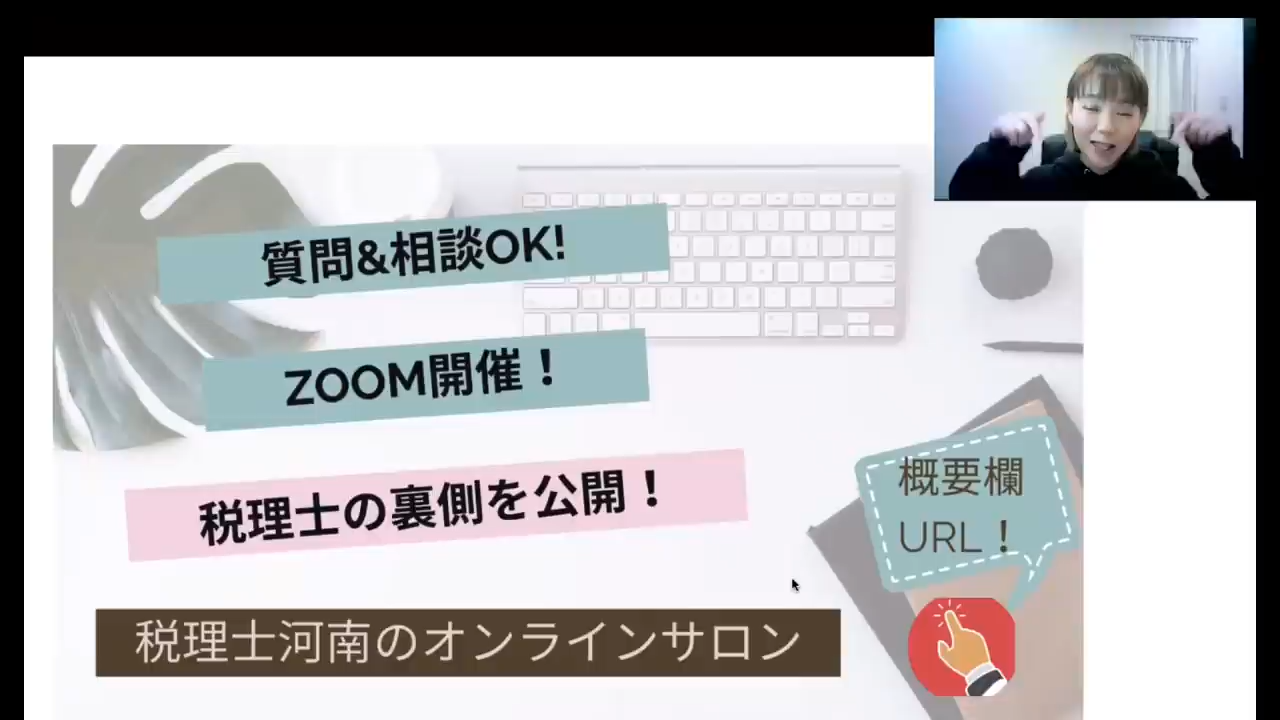 質問&相談OK!
ZOOM開催！
税理士の裏側を公開！
概要欄
URL！
税理士河南のオンラインサロン